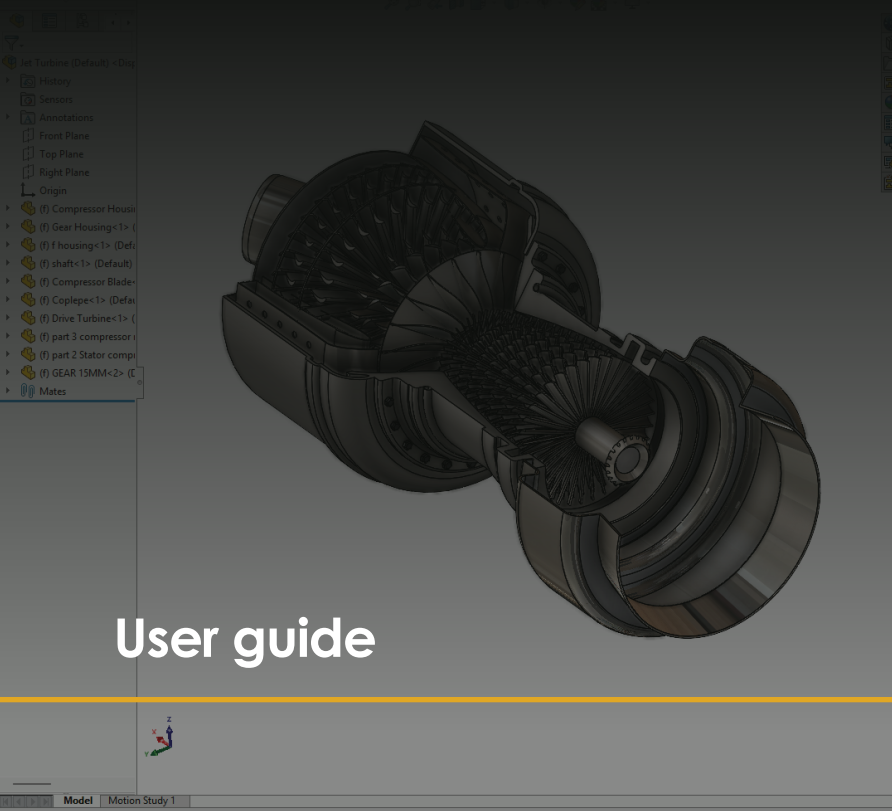 Jet Turbine (Default) <Disp
History
Sensors
Annotations
Front Plane
Top Plane
Right Plane
Origin
(f) Compressor Housi
(f) Gear Housing<1> (
(f) f housing<1> (Defa
(f) shaft<1> (Default)
(f) Compressor Blade<
(f) Coplepe<1> (Defau
(f) Drive Turbine<1> (
(f) part 3 compressor
(f) part 2 Stator comp
(f) GEAR 15MM<2> (D
Mates
User guide
Z
X
Y
Model Motion Study 1